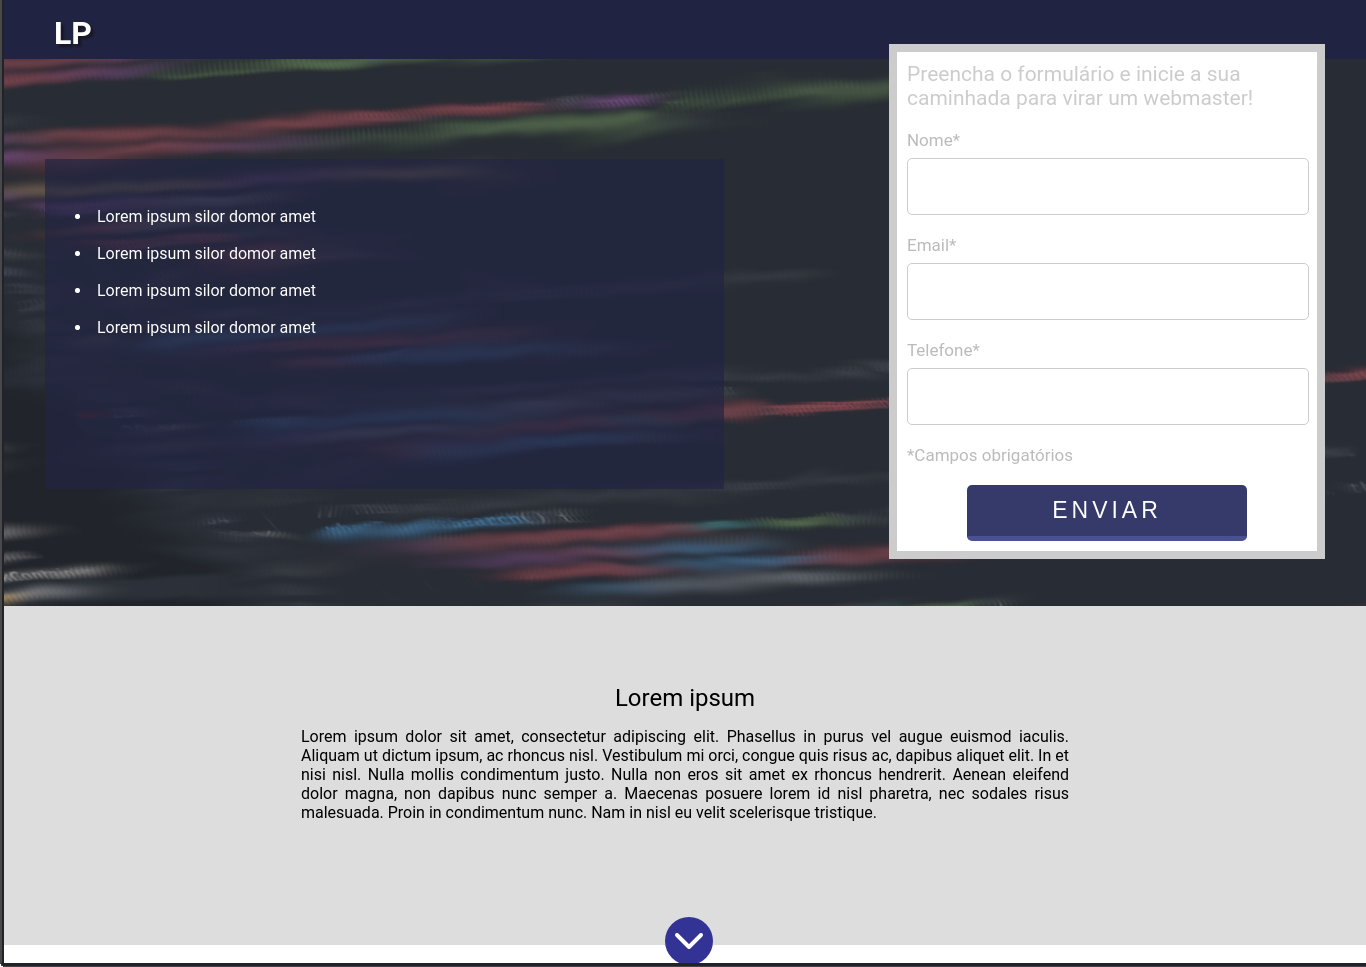 LP
Lorem ipsum silor domor amet
Lorem ipsum silor domor amet
Lorem ipsum silor domor amet
Lorem ipsum silor domor amet
Preencha o formulário e inicie a sua
caminhada para virar um webmaster!
Nome*
Email*
Telefone*
*Campos obrigatórios
ENVIAR
Lorem ipsum
Lorem ipsum dolor sit amet, consectetur adipiscing elit. Phasellus in purus vel augue euismod iaculis.
Aliquam ut dictum ipsum, ac rhoncus nisl. Vestibulum mi orci, congue quis risus ac, dapibus aliquet elit. In et
nisi nisl. Nulla mollis condimentum justo. Nulla non eros sit amet ex rhoncus hendrerit. Aenean eleifend
dolor magna, non dapibus nunc semper a. Maecenas posuere lorem id nisl pharetra, nec sodales risus
malesuada. Proin in condimentum nunc. Nam in nisl eu velit scelerisque tristique.